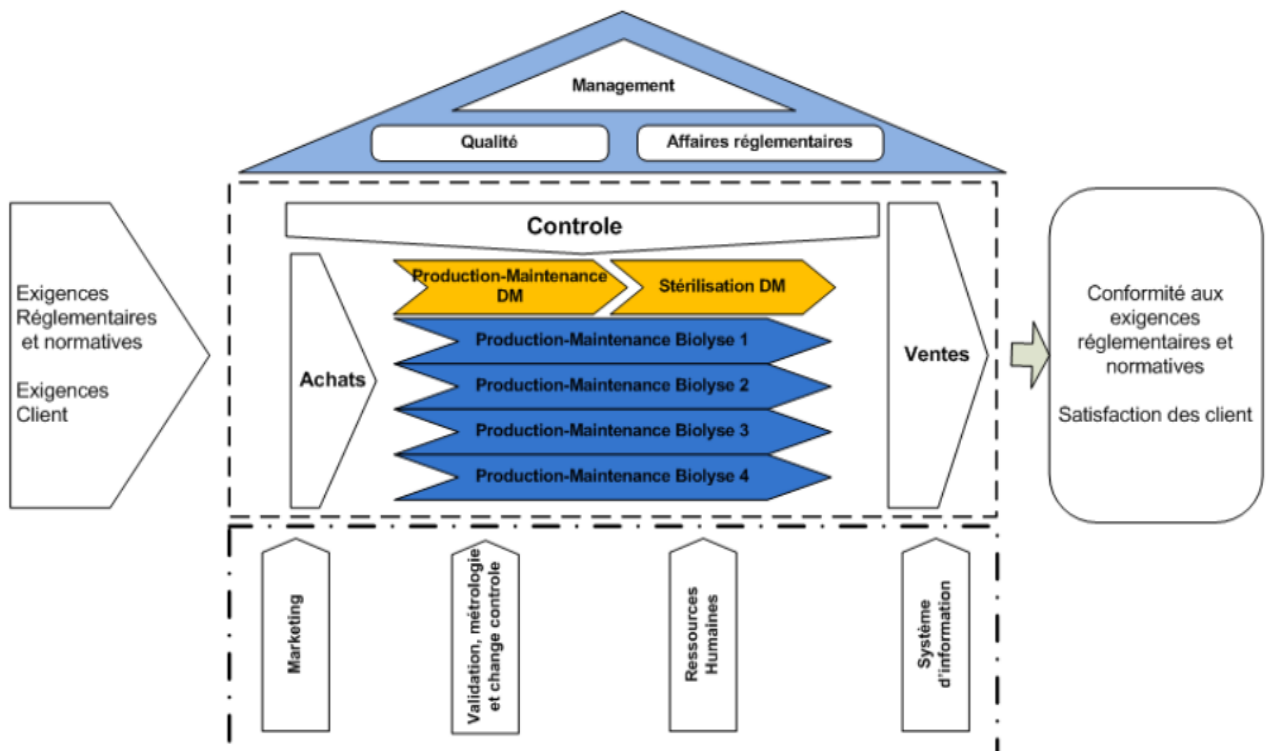 Management
Qualité
Affaires réglementaires
Controle
Exigences
Réglementaires
et normatives
Exigences
Client
Achats
Production-Maintenance
DM
Stérilisation DM
Production-Maintenance Biolyse 1
Production-Maintenance Biolyse 2
Production-Maintenance Biolyse 3
Production-Maintenance Biolyse 4
Ventes
Conformité aux
exigences
réglementaires et
normatives
Satisfaction des client
Marketing
Validation, métrologie
et change controle
Ressources
Humaines
Système
d'information